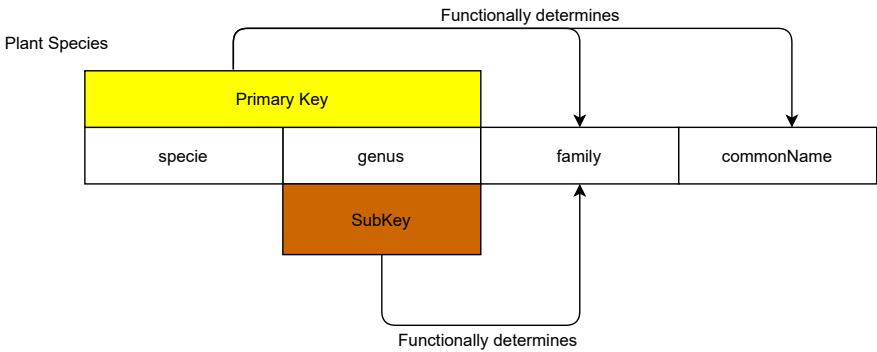 Functionally determines
Plant Species
Primary Key
specie genus family commonName
SubKey
Functionally determines